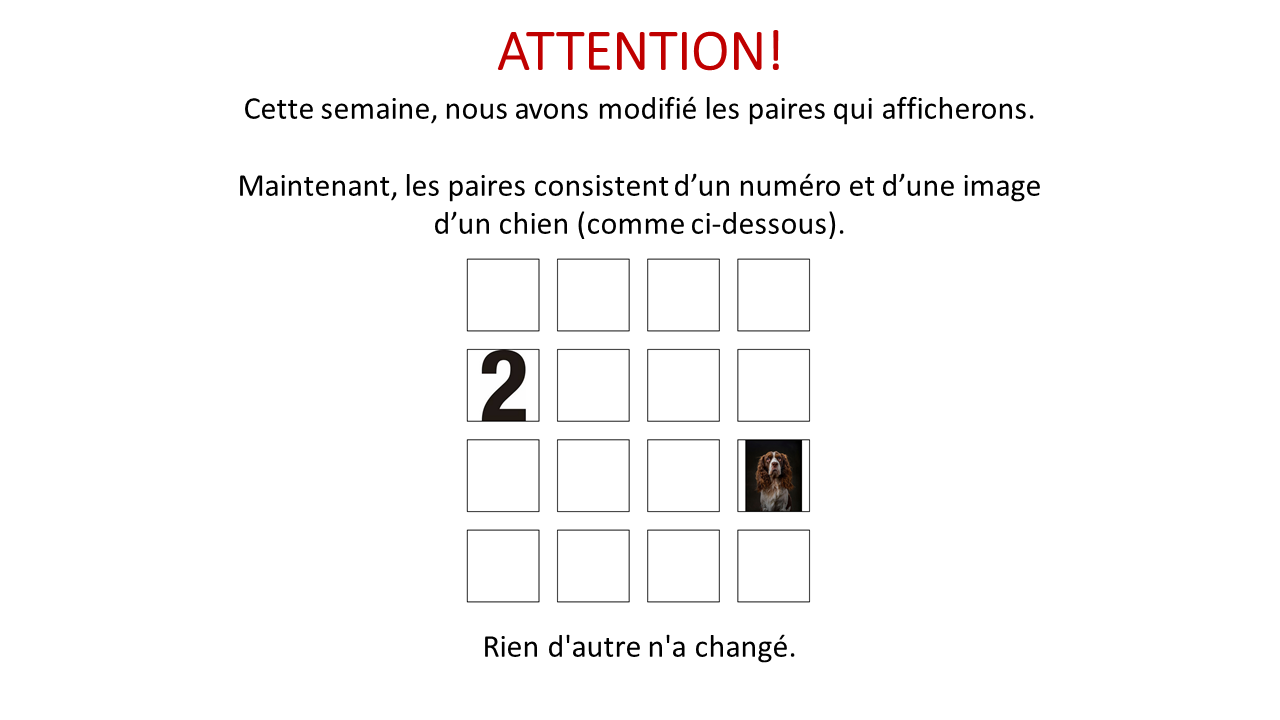 ATTENTION!
Cette semaine, nous avons modifié les paires qui afficherons.
Maintenant, les paires consistent d’un numéro et d’une image
d’un chien (comme ci-dessous).
2
Rien d'autre n'a changé.